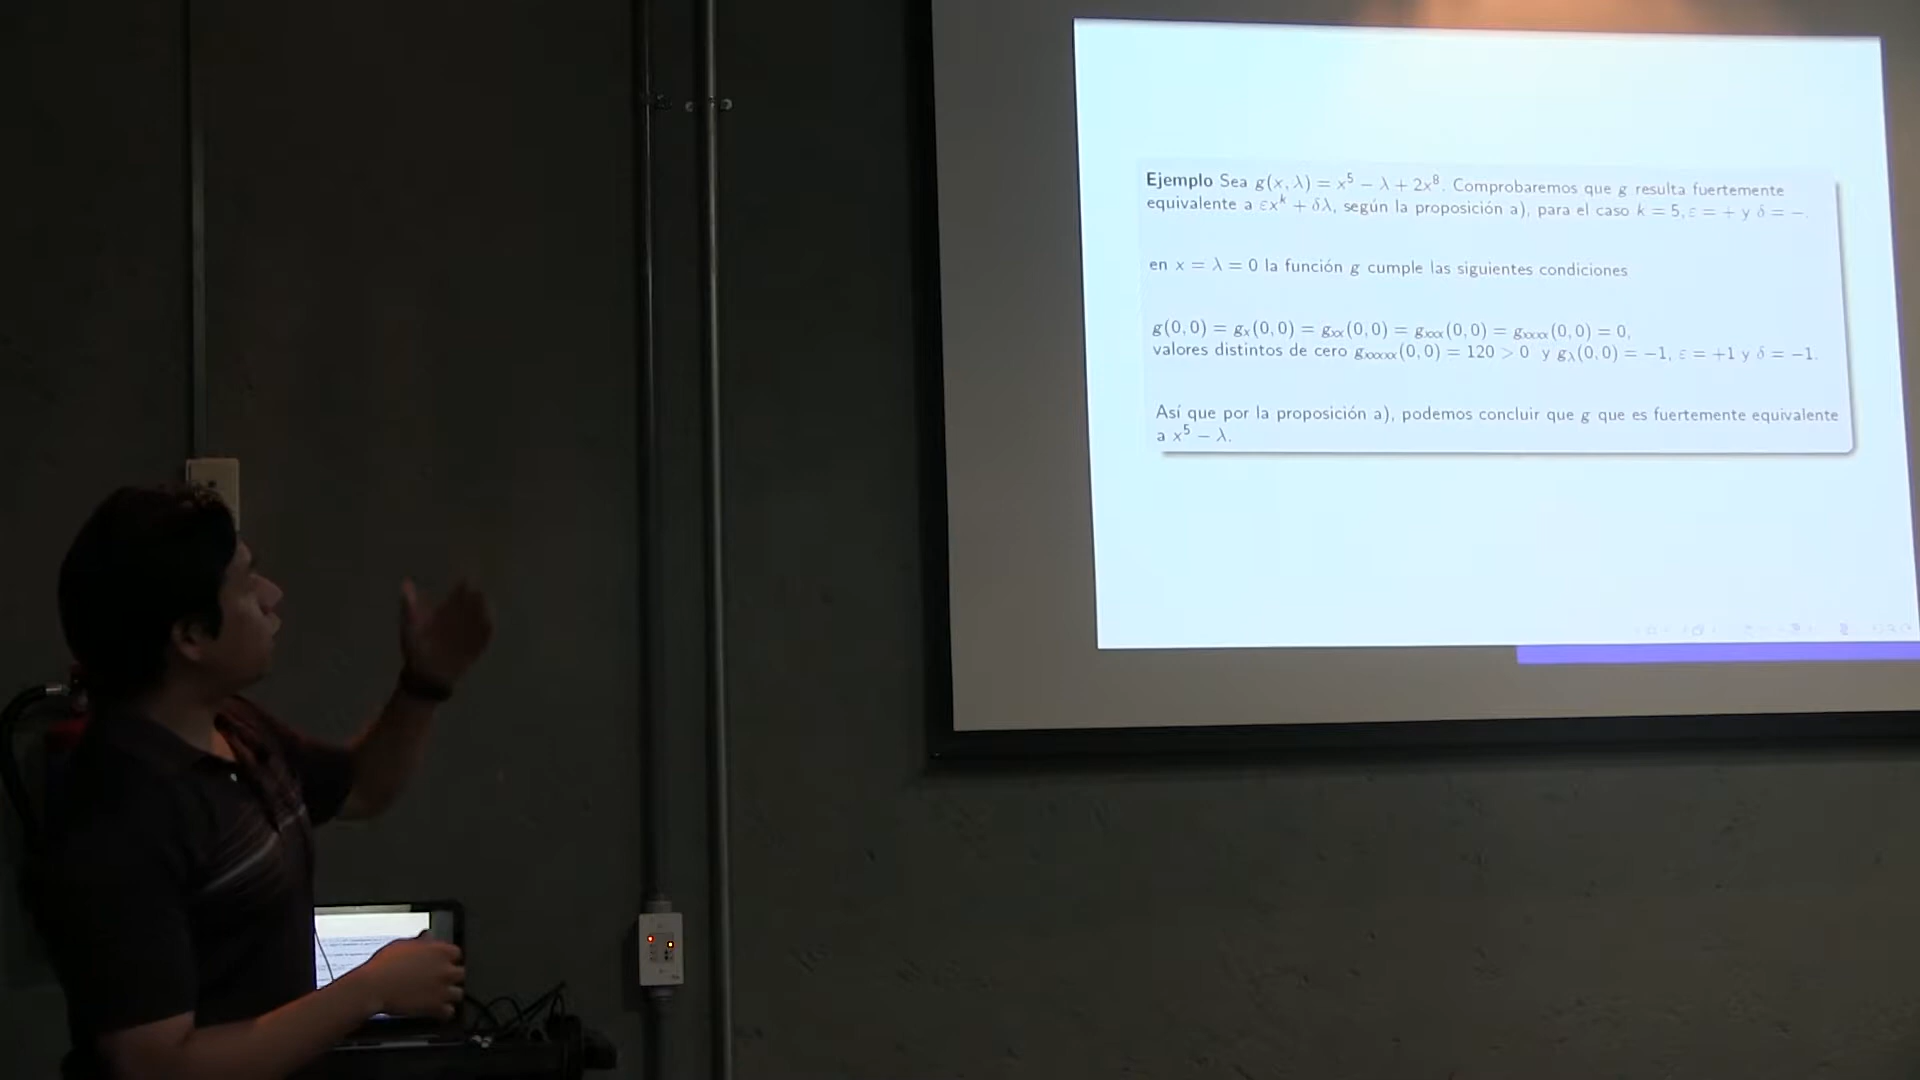 Ejemplo Sea g(x, λ) = x⁵ − λ + 2x⁸. Comprobaremos que g resulta fuertemente
equivalente a εxᵏ + δλ, según la proposición a), para el caso k = 5, ε = + y δ = −.
en x = λ = 0 la función g cumple las siguientes condiciones
g(0, 0) = gₓ(0, 0) = gₓₓ(0, 0) = gₓₓₓ(0, 0) = gₓₓₓₓ(0, 0) = 0,
valores distintos de cero gₓₓₓₓₓ(0, 0) = 120 > 0 y g_λ(0, 0) = −1, ε = +1 y δ = −1.
Así que por la proposición a), podemos concluir que g que es fuertemente equivalente
a x⁵ − λ.